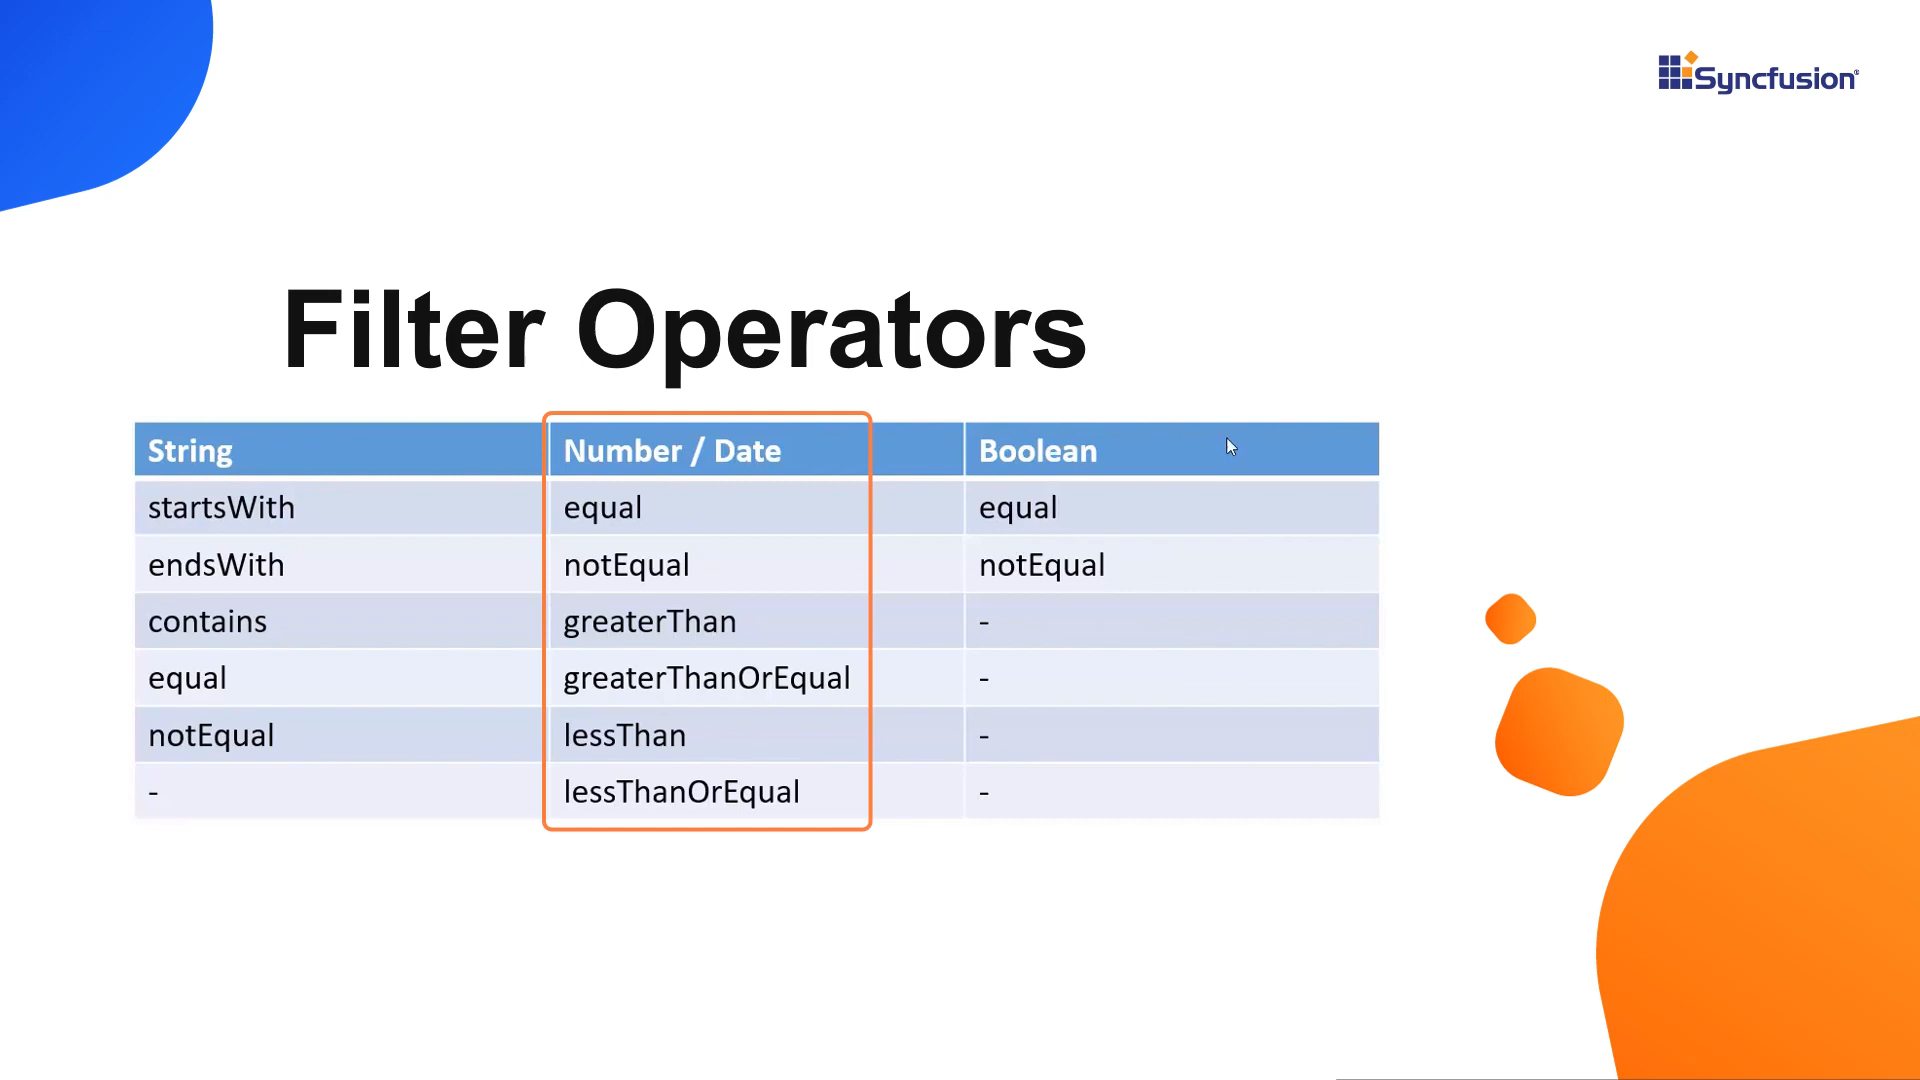 Syncfusion®
Filter Operators
String Number / Date Boolean
startsWith equal equal
endsWith notEqual notEqual
contains greaterThan -
equal greaterThanOrEqual -
notEqual lessThan -
- lessThanOrEqual -